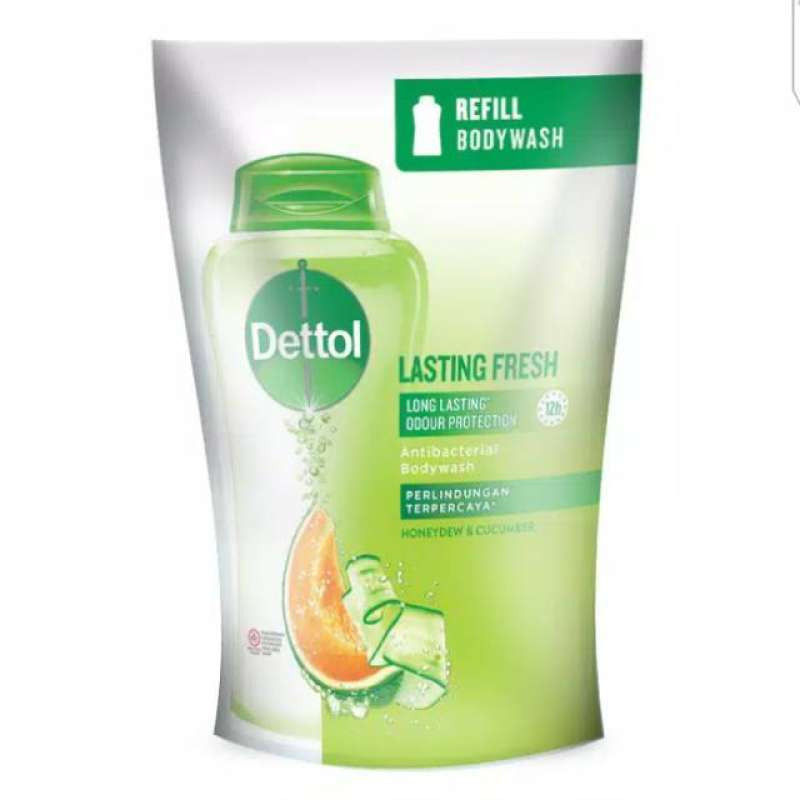 REFILL
BODYWASH
Dettol
LASTING FRESH
LONG LASTING*
ODOUR PROTECTION
12h
Antibacterial
Bodywash
PERLINDUNGAN
TERPERCAYA*
HONEYDEW & CUCUMBER